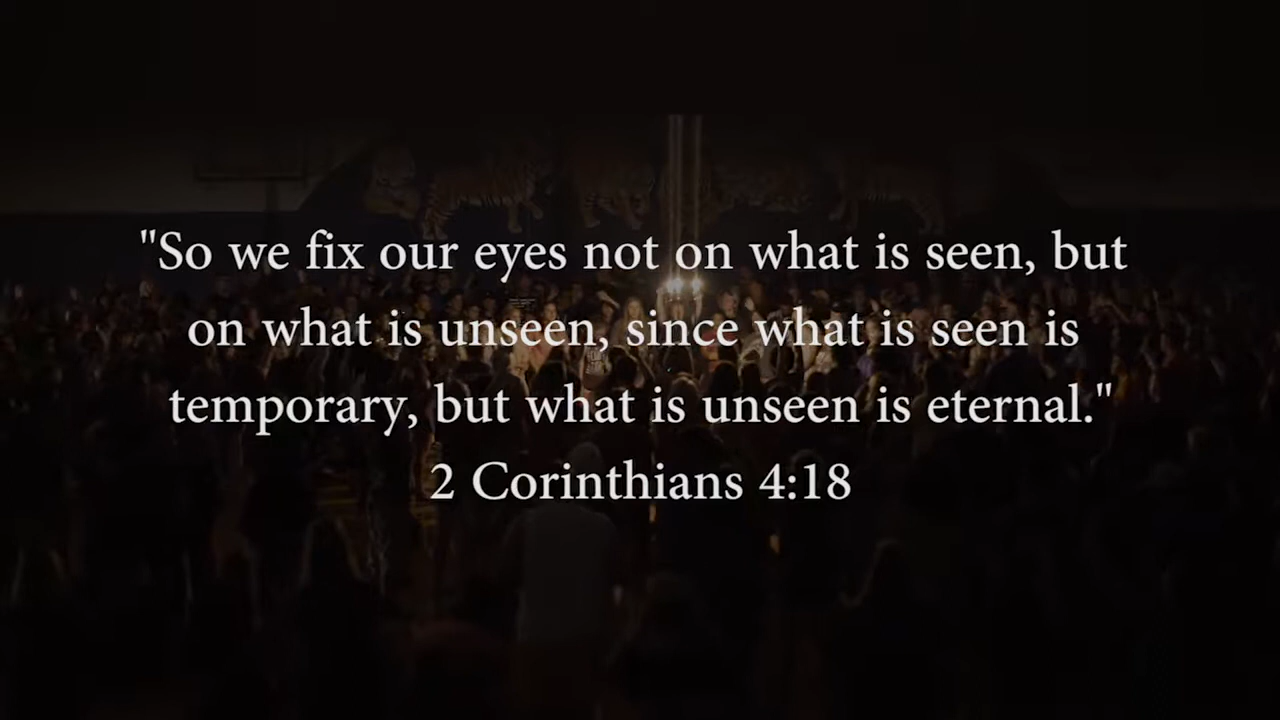 "So we fix our eyes not on what is seen, but
on what is unseen, since what is seen is
temporary, but what is unseen is eternal."
2 Corinthians 4:18